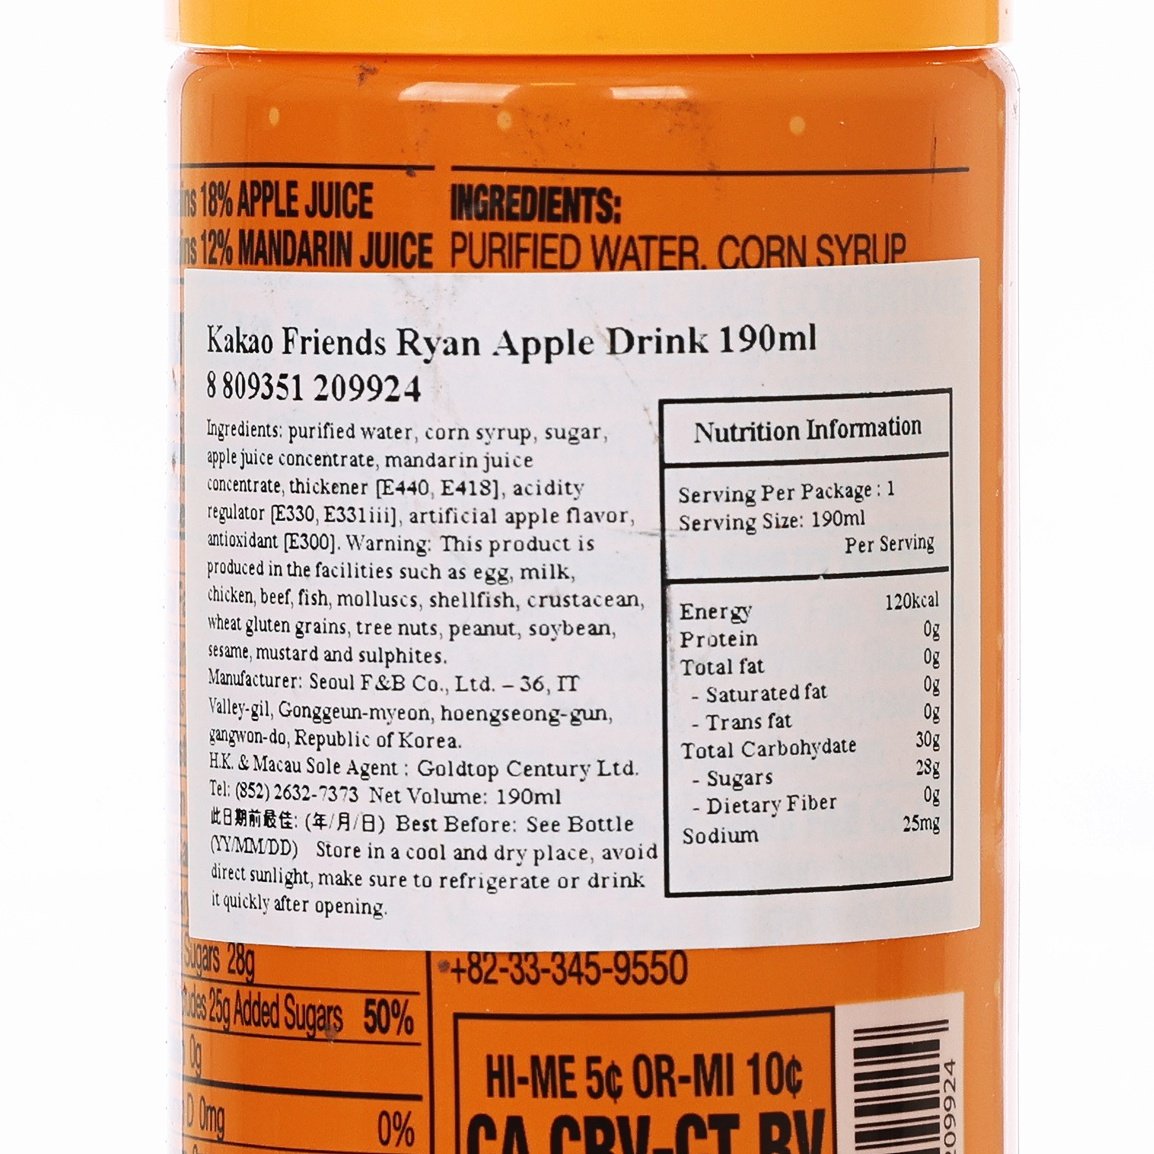 18% APPLE JUICE
12% MANDARIN JUICE
INGREDIENTS:
PURIFIED WATER, CORN SYRUP
Kakao Friends Ryan Apple Drink 190ml
8 809351 209924
Ingredients: purified water, corn syrup, sugar,
apple juice concentrate, mandarin juice
concentrate, thickener [E440, E418], acidity
regulator [E330, E331iii], artificial apple flavor,
antioxidant [E300]. Warning: This product is
produced in the facilities such as egg, milk,
chicken, beef, fish, molluscs, shellfish, crustacean,
wheat gluten grains, tree nuts, peanut, soybean,
sesame, mustard and sulphites.
Manufacturer: Seoul F&B Co., Ltd. – 36, IT
Valley-gil, Gonggeun-myeon, hoengseong-gun,
gangwon-do, Republic of Korea.
H.K. & Macau Sole Agent : Goldtop Century Ltd.
Tel: (852) 2632-7373 Net Volume: 190ml
此日期前最佳: (年/月/日) Best Before: See Bottle
(YY/MM/DD) Store in a cool and dry place, avoid
direct sunlight, make sure to refrigerate or drink
it quickly after opening.
Nutrition Information
Serving Per Package : 1
Serving Size: 190ml
Per Serving
Energy 120kcal
Protein 0g
Total fat 0g
- Saturated fat 0g
- Trans fat 0g
Total Carbohydate 30g
- Sugars 28g
- Dietary Fiber 0g
Sodium 25mg
Sugars 28g
25g Added Sugars 50%
0g
D 0mg 0%
+82-33-345-9550
HI-ME 5¢ OR-MI 10¢
CA CRV-CT RV
209924